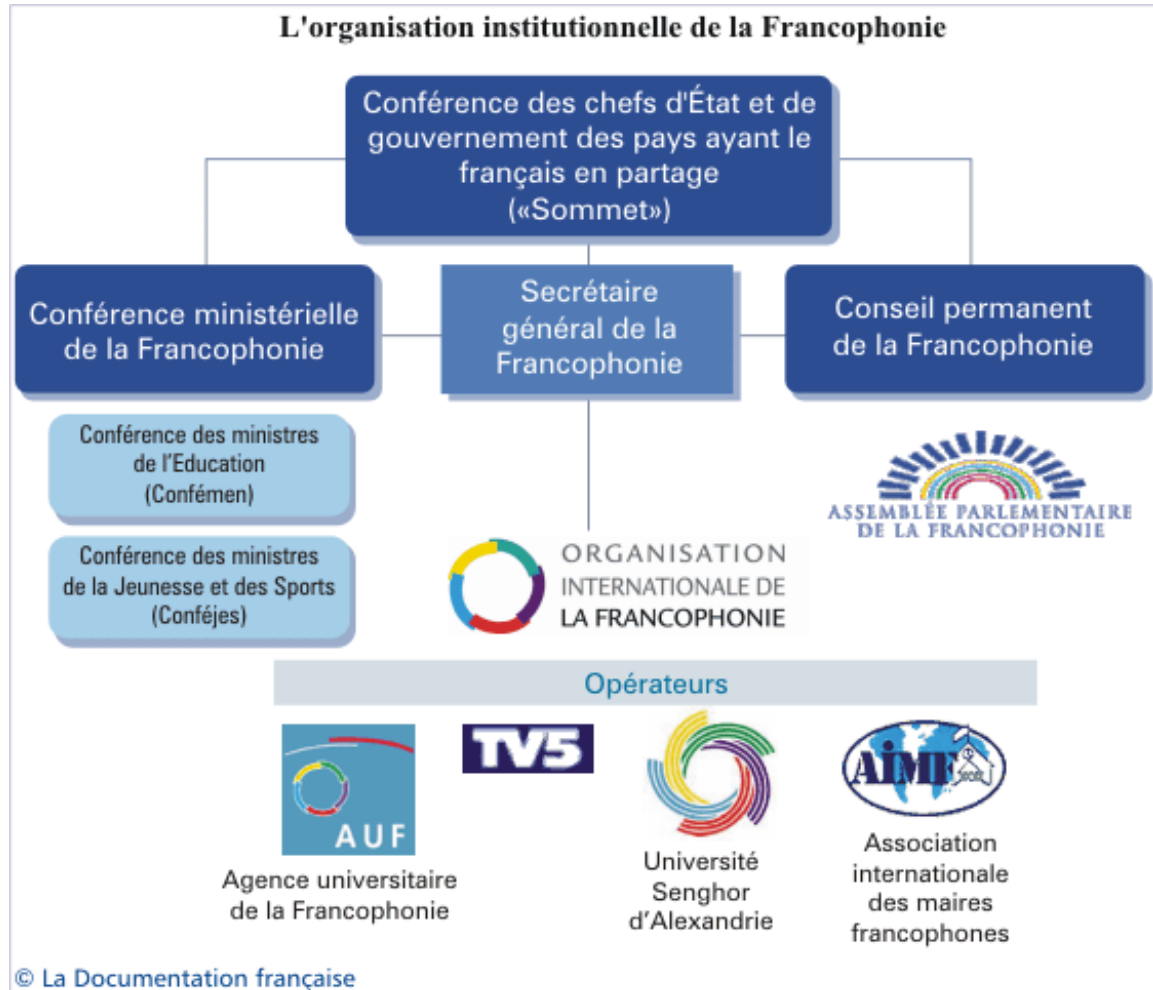 L'organisation institutionnelle de la Francophonie
Conférence des chefs d'État et de
gouvernement des pays ayant le
français en partage
(«Sommet»)
Conférence ministérielle
de la Francophonie
Secrétaire
général de la
Francophonie
Conseil permanent
de la Francophonie
Conférence des ministres
de l'Education
(Confémen)
Conférence des ministres
de la Jeunesse et des Sports
(Conféjes)
ASSEMBLÉE PARLEMENTAIRE
DE LA FRANCOPHONIE
ORGANISATION
INTERNATIONALE DE
LA FRANCOPHONIE
Opérateurs
AUF
Agence universitaire
de la Francophonie
TV5
Université
Senghor
d'Alexandrie
AiMF
Association
internationale
des maires
francophones
© La Documentation française